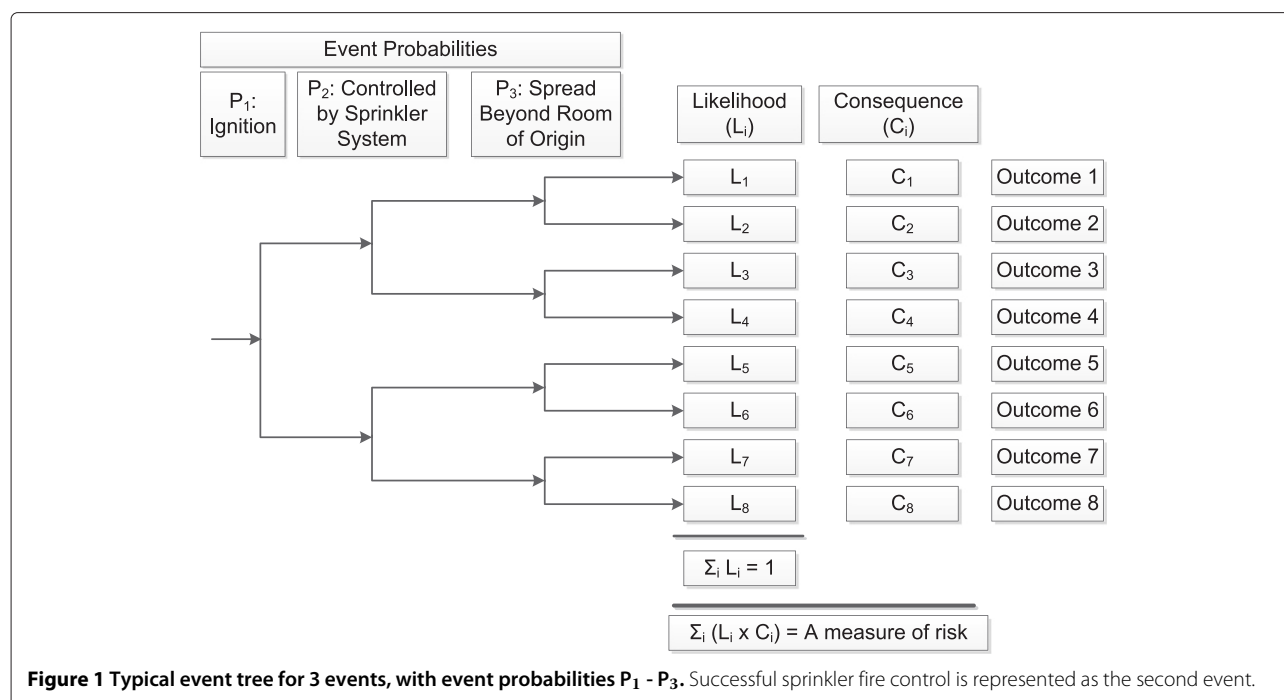 Event Probabilities
P₁:
Ignition
P₂: Controlled
by Sprinkler
System
P₃: Spread
Beyond Room
of Origin
Likelihood
(Lᵢ)
Consequence
(Cᵢ)
L₁ C₁ Outcome 1
L₂ C₂ Outcome 2
L₃ C₃ Outcome 3
L₄ C₄ Outcome 4
L₅ C₅ Outcome 5
L₆ C₆ Outcome 6
L₇ C₇ Outcome 7
L₈ C₈ Outcome 8
Σᵢ Lᵢ = 1
Σᵢ (Lᵢ x Cᵢ) = A measure of risk
Figure 1 Typical event tree for 3 events, with event probabilities P₁ - P₃. Successful sprinkler fire control is represented as the second event.